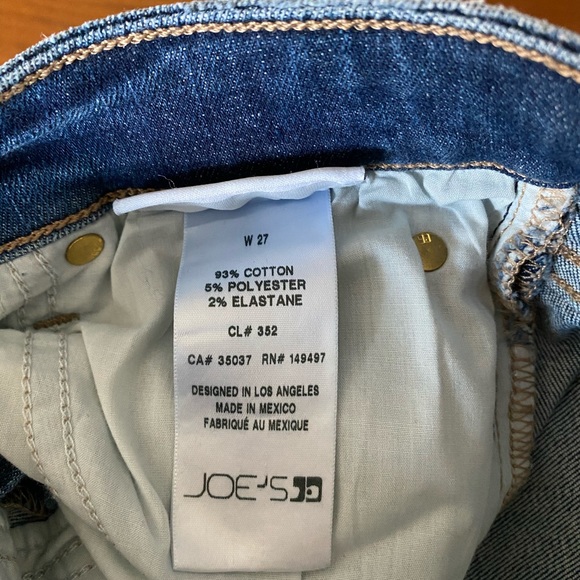 W 27
93% COTTON
5% POLYESTER
2% ELASTANE
CL# 352
CA# 35037 RN# 149497
DESIGNED IN LOS ANGELES
MADE IN MEXICO
FABRIQUÉ AU MEXIQUE
JOE'S